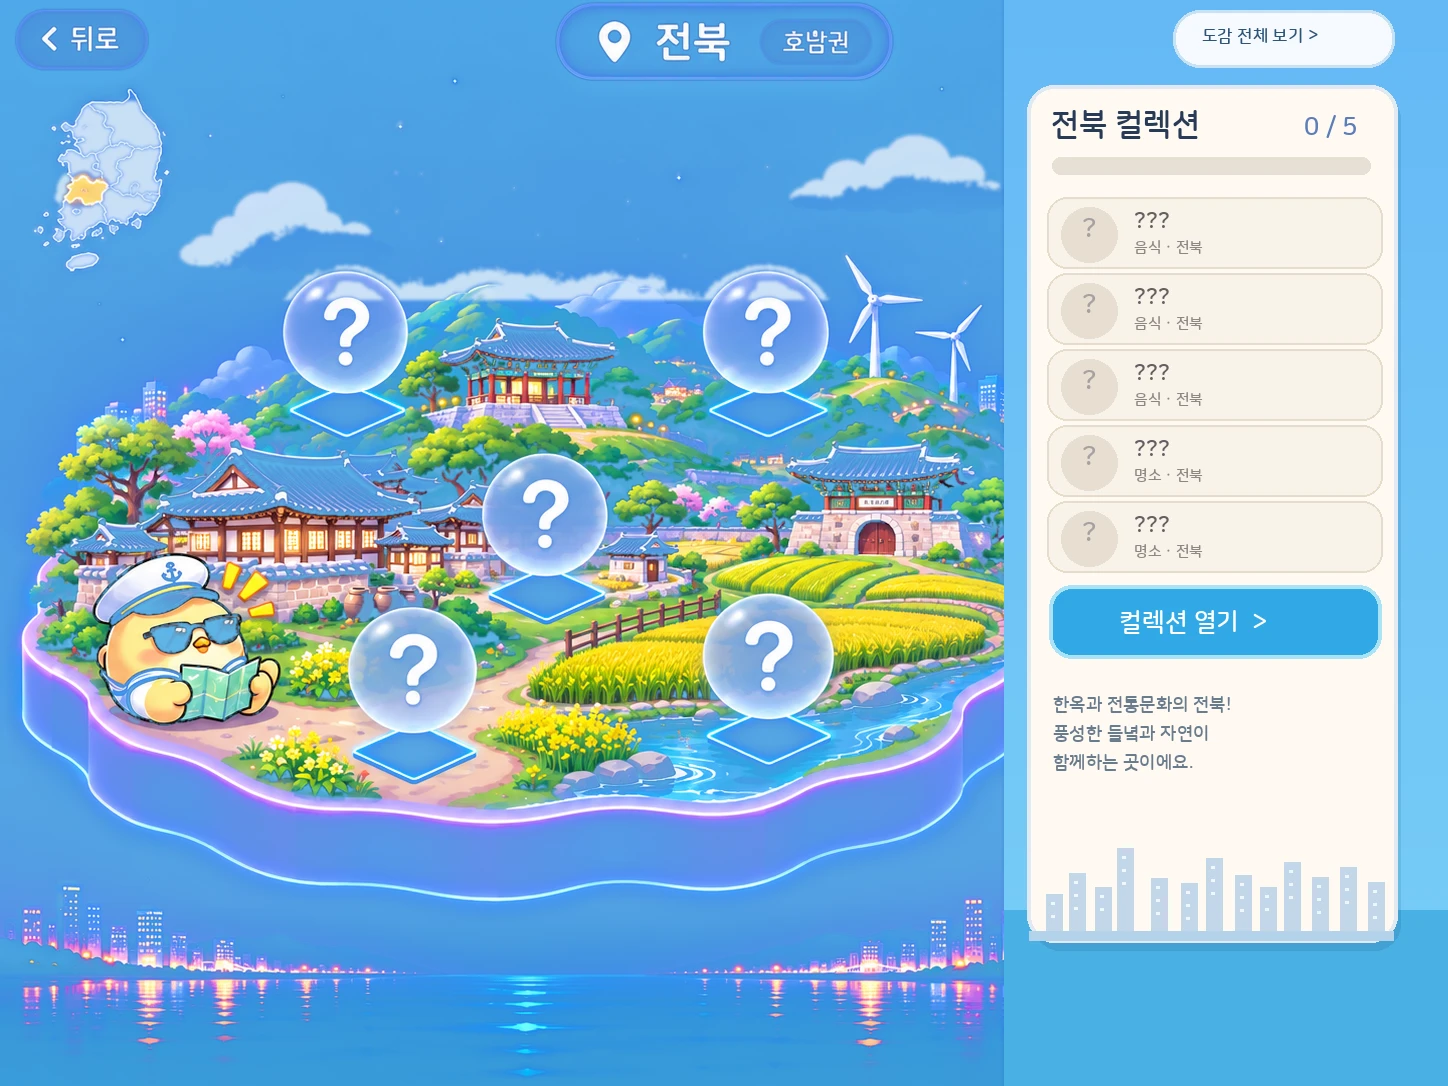 뒤로
전북
호남권
도감 전체 보기 >
전북 컬렉션
0 / 5
?
???
음식 · 전북
?
???
음식 · 전북
?
???
음식 · 전북
?
???
명소 · 전북
?
???
명소 · 전북
컬렉션 열기 >
한옥과 전통문화의 전북!
풍성한 들녘과 자연이
함께하는 곳이에요.
?
?
?
?
?